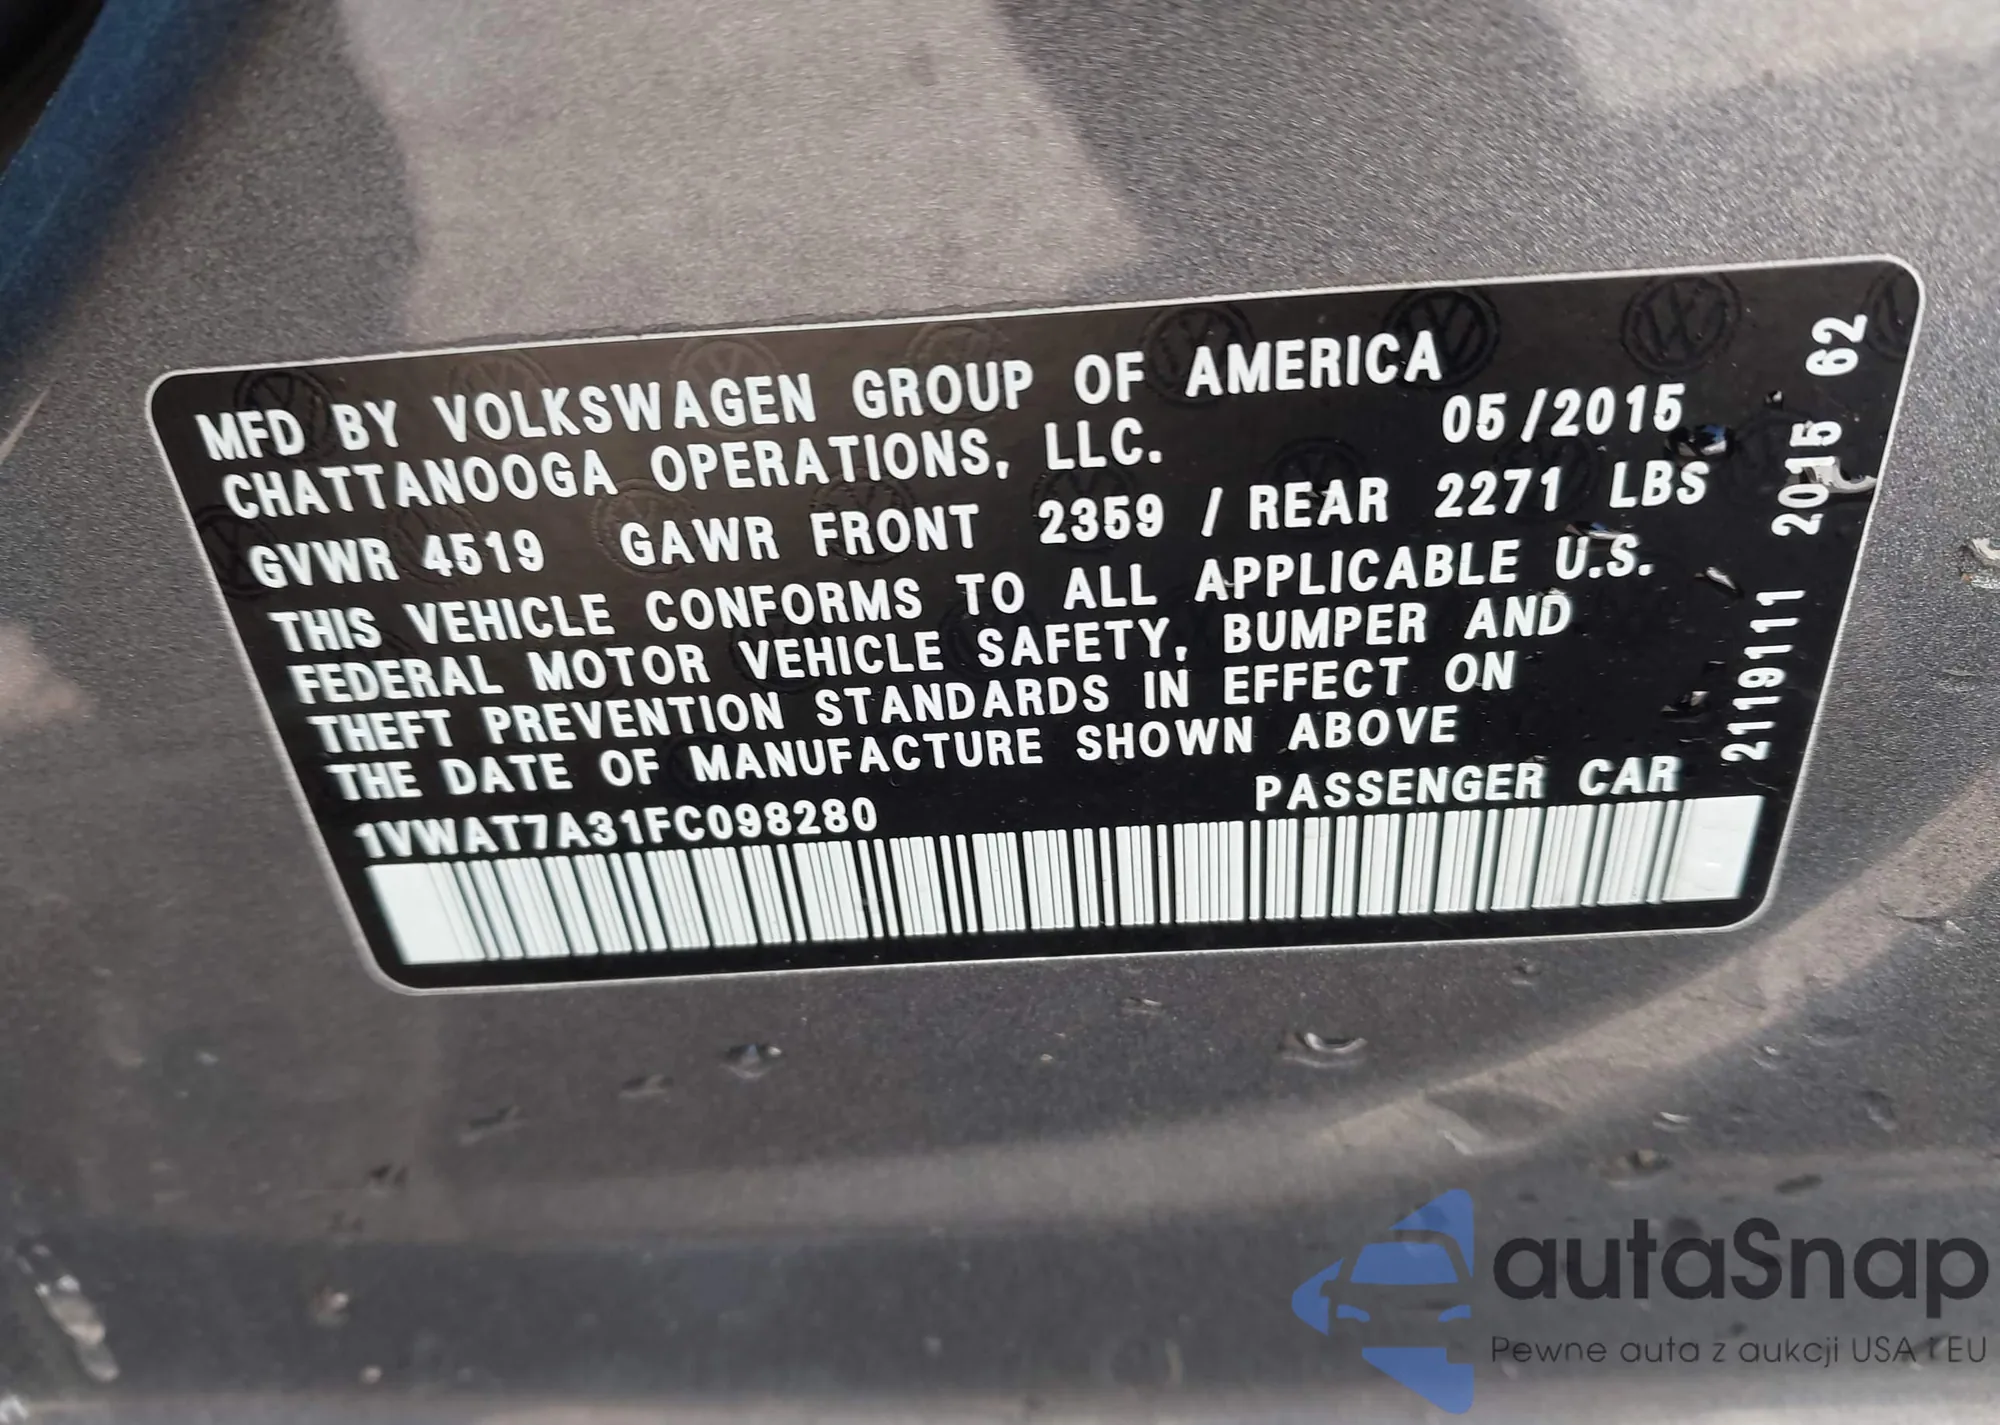 MFD BY VOLKSWAGEN GROUP OF AMERICA
CHATTANOOGA OPERATIONS, LLC. 05/2015
GVWR 4519 GAWR FRONT 2359 / REAR 2271 LBS
THIS VEHICLE CONFORMS TO ALL APPLICABLE U.S.
FEDERAL MOTOR VEHICLE SAFETY, BUMPER AND
THEFT PREVENTION STANDARDS IN EFFECT ON
THE DATE OF MANUFACTURE SHOWN ABOVE
1VWAT7A31FC098280 PASSENGER CAR
2119111 2015 62
autaSnap
Pewne auta z aukcji USA i EU